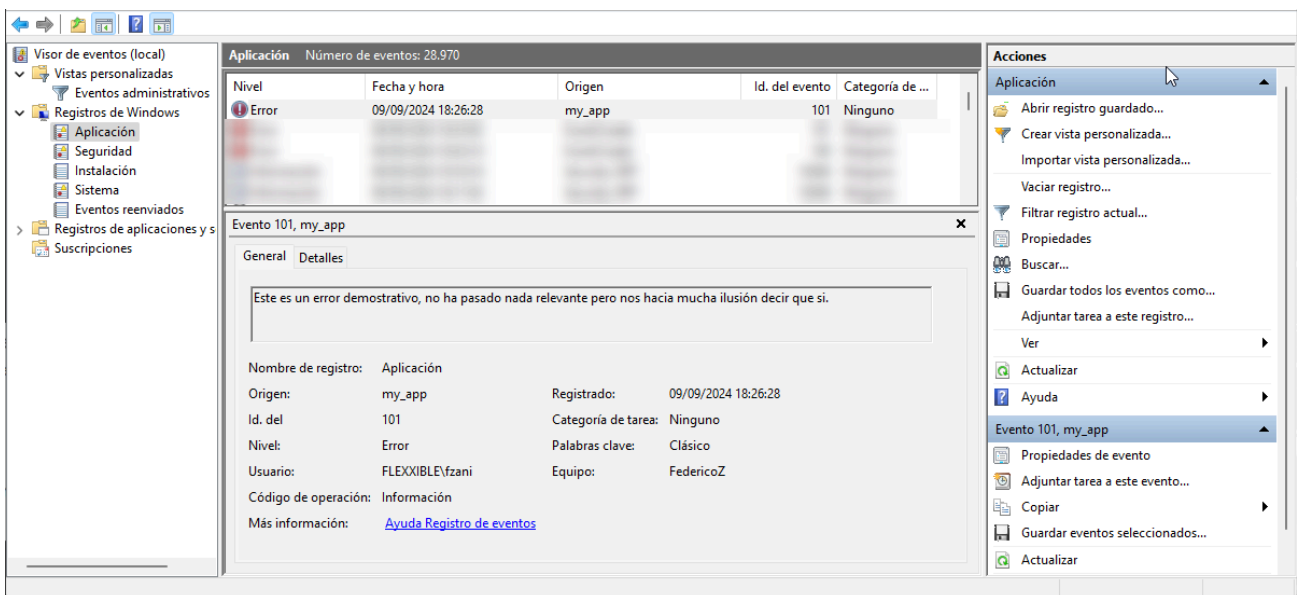 Visor de eventos (local)
Vistas personalizadas
Eventos administrativos
Registros de Windows
Aplicación
Seguridad
Instalación
Sistema
Eventos reenviados
Registros de aplicaciones y s
Suscripciones
Aplicación Número de eventos: 28.970
Nivel Fecha y hora Origen Id. del evento Categoría de ...
Error 09/09/2024 18:26:28 my_app 101 Ninguno
Evento 101, my_app
General Detalles
Este es un error demostrativo, no ha pasado nada relevante pero nos hacia mucha ilusión decir que si.
Nombre de registro: Aplicación
Origen: my_app Registrado: 09/09/2024 18:26:28
Id. del 101 Categoría de tarea: Ninguno
Nivel: Error Palabras clave: Clásico
Usuario: FLEXXIBLE\fzani Equipo: FedericoZ
Código de operación: Información
Más información: Ayuda Registro de eventos
Acciones
Aplicación
Abrir registro guardado...
Crear vista personalizada...
Importar vista personalizada...
Vaciar registro...
Filtrar registro actual...
Propiedades
Buscar...
Guardar todos los eventos como...
Adjuntar tarea a este registro...
Ver
Actualizar
Ayuda
Evento 101, my_app
Propiedades de evento
Adjuntar tarea a este evento...
Copiar
Guardar eventos seleccionados...
Actualizar